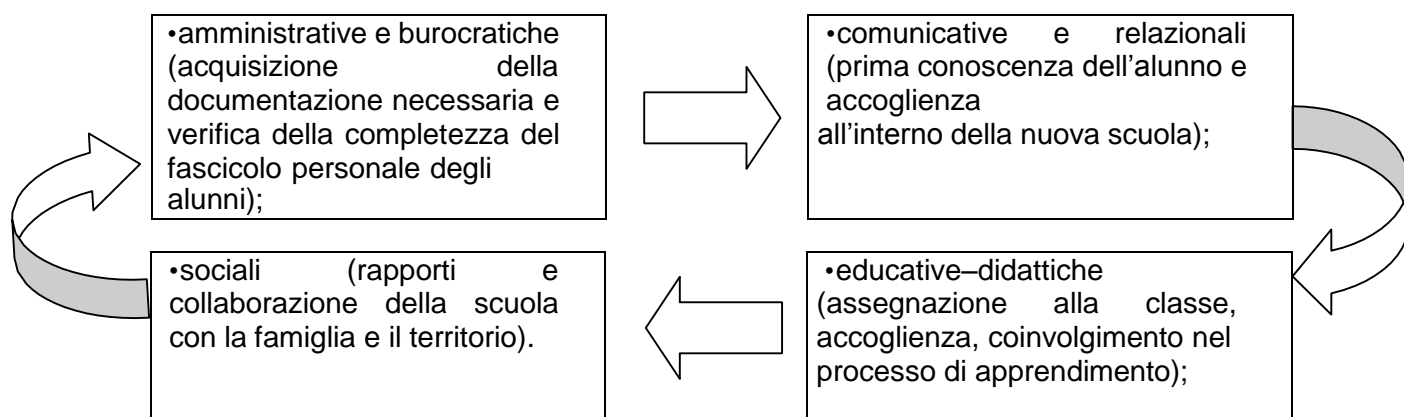 •amministrative e burocratiche
(acquisizione della
documentazione necessaria e
verifica della completezza del
fascicolo personale degli
alunni);
•comunicative e relazionali
(prima conoscenza dell’alunno e
accoglienza
all’interno della nuova scuola);
•educative–didattiche
(assegnazione alla classe,
accoglienza, coinvolgimento nel
processo di apprendimento);
•sociali (rapporti e
collaborazione della scuola
con la famiglia e il territorio).